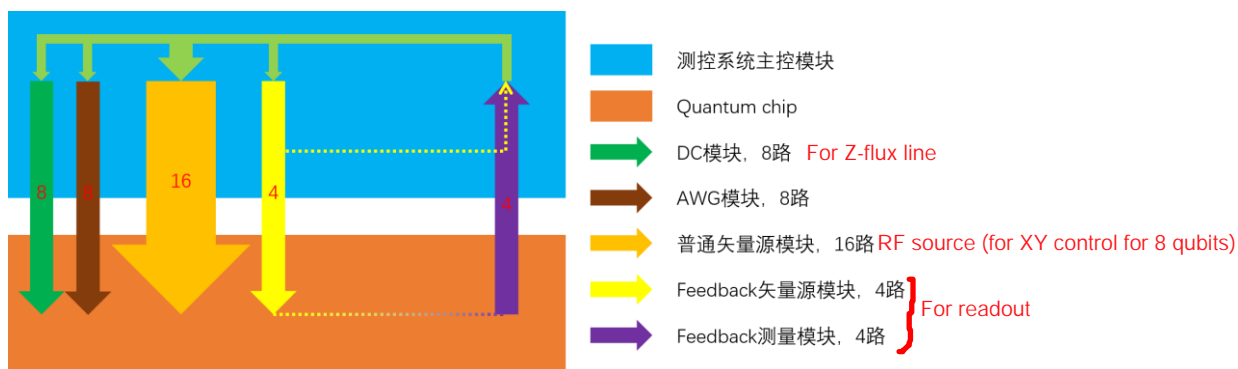 8
8
16
4
4
测控系统主控模块
Quantum chip
DC模块，8路 For Z-flux line
AWG模块，8路
普通矢量源模块，16路 RF source (for XY control for 8 qubits)
Feedback矢量源模块，4路
For readout
Feedback测量模块，4路